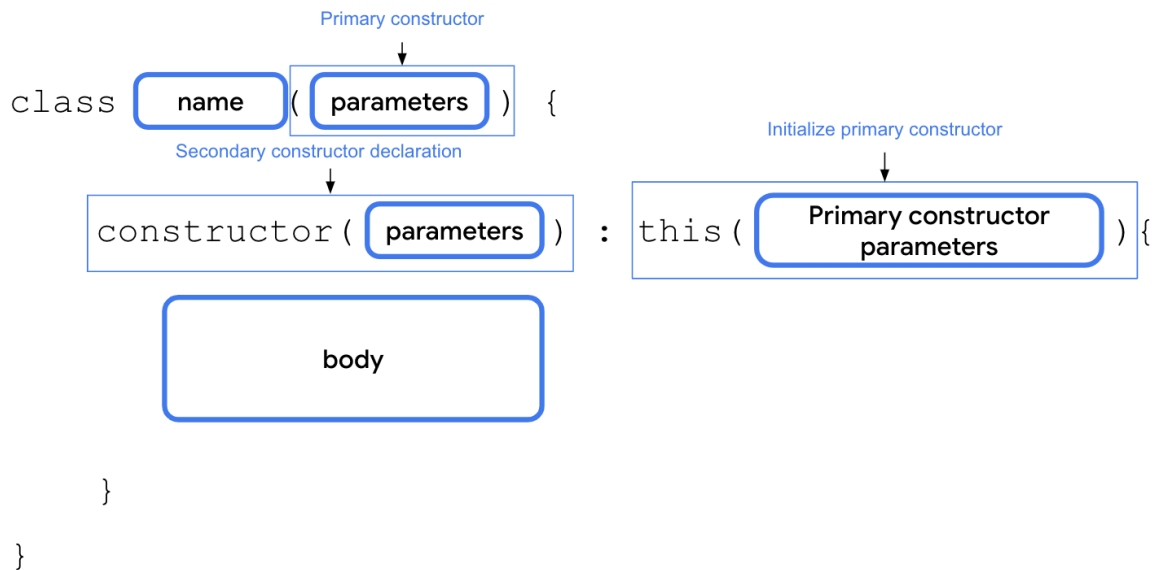 Primary constructor
class name ( parameters ) {
Secondary constructor declaration
Initialize primary constructor
constructor( parameters ) : this( Primary constructor
parameters ){
body
}
}